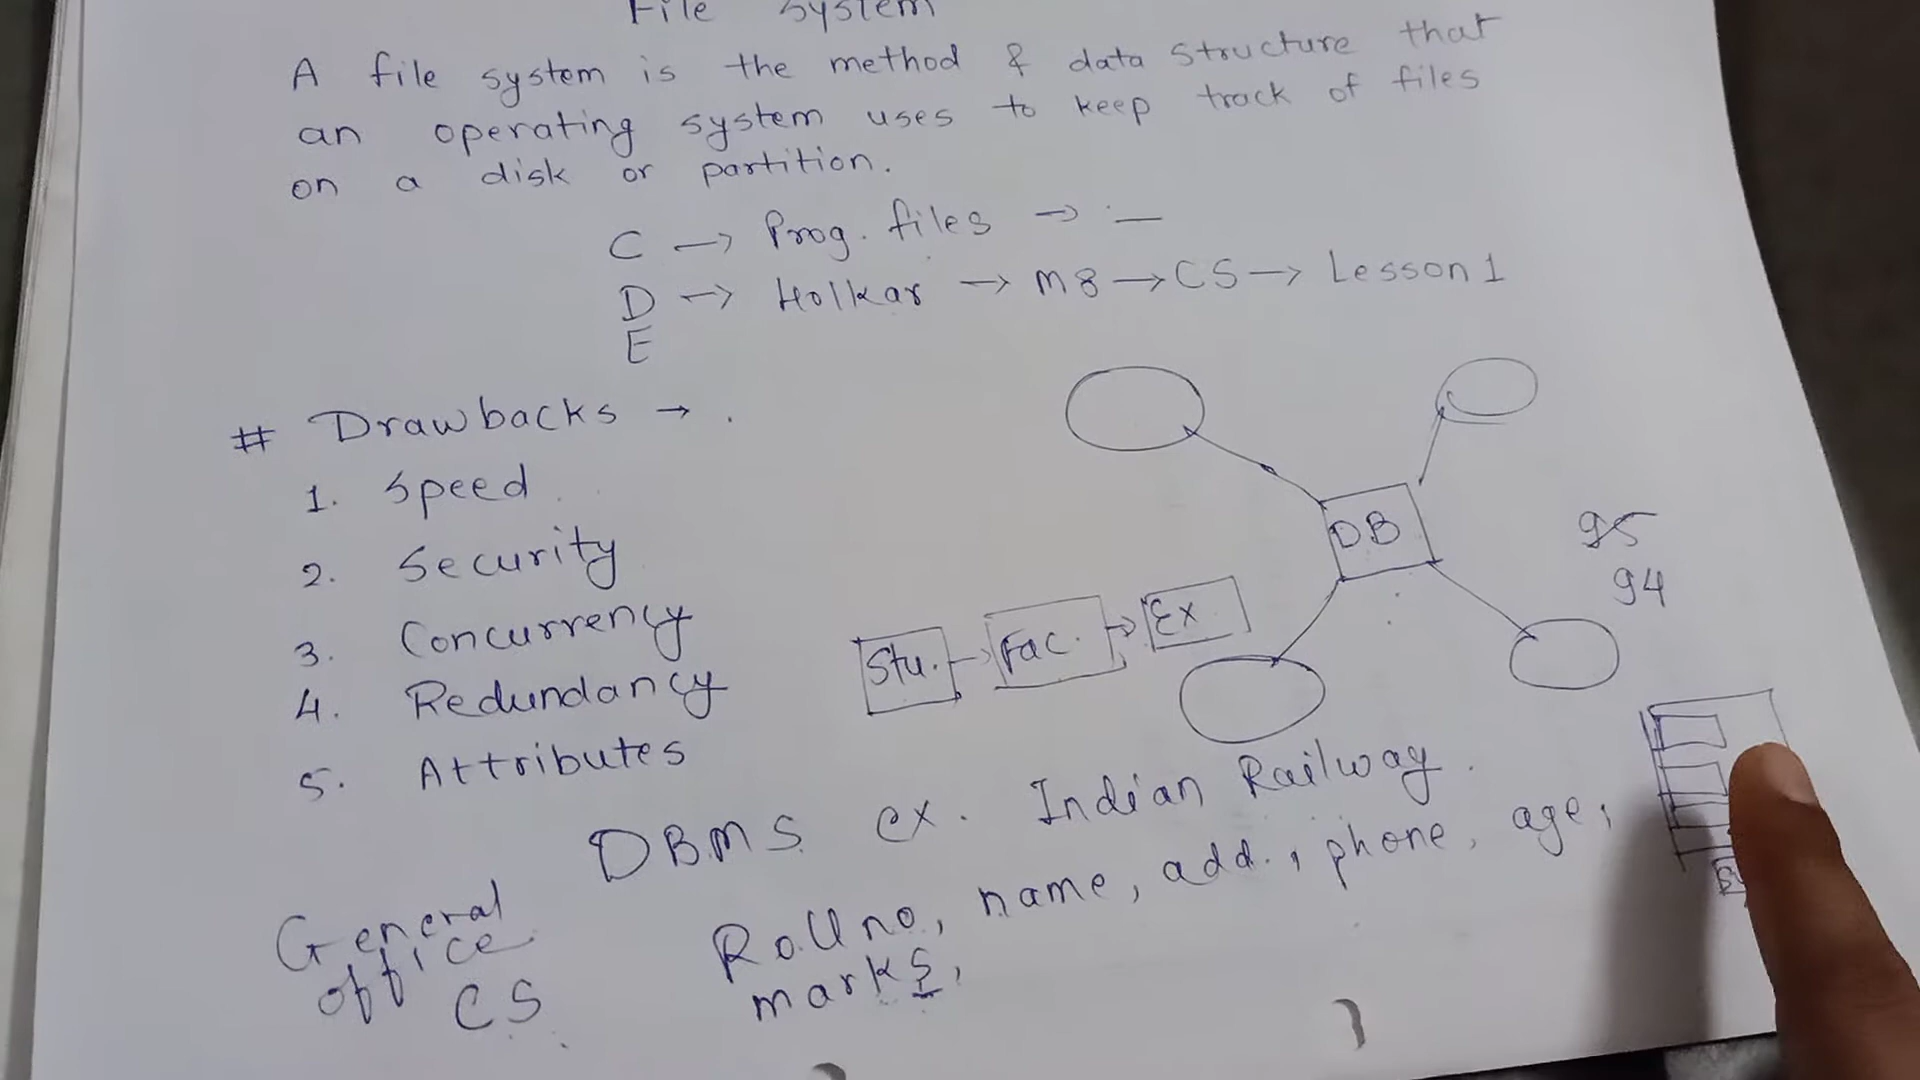 File System
A file system is the method & data structure that
an operating system uses to keep track of files
on a disk or partition.
C → Prog. files → —
D → Holkar → M8 → CS → Lesson 1
E
# Drawbacks → .
1. Speed
2. Security
3. Concurrency
4. Redundancy
5. Attributes
DB
95
94
Stu. → Fac. → Ex
DBMS ex. Indian Railway.
Roll no, name, add., phone, age,
marks,
General
office
CS